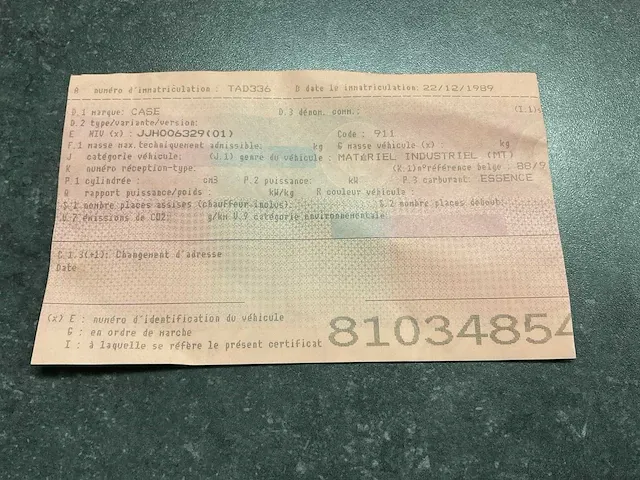 A numéro d'immatriculation : TAD336 D date 1e immatriculation: 22/12/1989
D.1 marque: CASE D.3 dénom. comm.: (I.1)
D.2 type/variante/version:
E NIV (x) : JJH006329(01) Code : 911
F.1 masse max.techniquement admissible: kg G masse véhicule (x) : kg
J catégorie véhicule: (J.1) genre du véhicule : MATERIEL INDUSTRIEL (MT)
K numéro réception-type: (K.1)n°référence belge : 88/9
P.1 cylindrée : cm3 P.2 puissance: kW P.3 carburant: ESSENCE
Q rapport puissance/poids : kW/kg R couleur véhicule :
S.1 nombre places assises (chauffeur inclus): S.2 nombre places debout:
V.7 émissions de CO2: g/km V.9 catégorie environnementale
C 1.3(+1): Changement d'adresse
Date
(x) E : numéro d'identification du véhicule
G : en ordre de marche
I : à laquelle se réfère le présent certificat
81034854